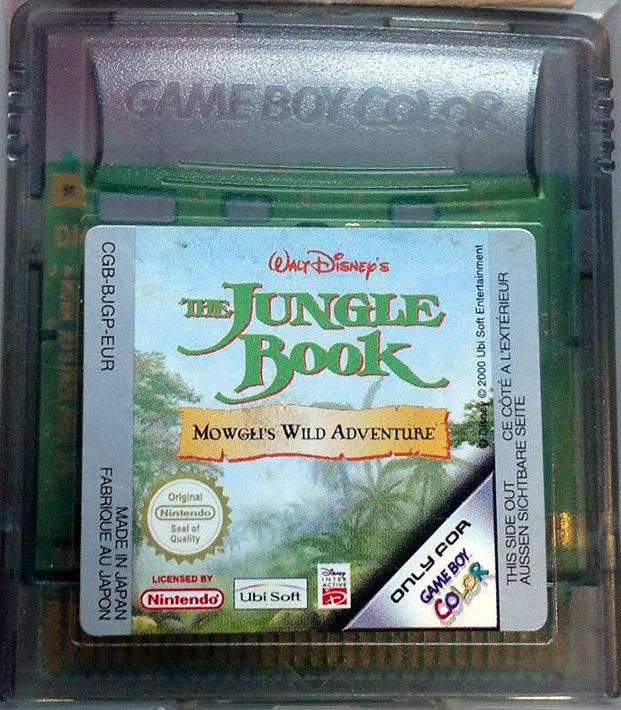 GAME BOY COLOR
CGB-BJGP-EUR
MADE IN JAPAN
FABRIQUE AU JAPON
WALT DISNEY'S
THE JUNGLE
BOOK
MOWGLI'S WILD ADVENTURE
Original
Nintendo
Seal of
Quality
TM
LICENSED BY
Nintendo
Ubi Soft
Disney
INTER
ACTIVE
ONLY FOR
GAME BOY
COLOR
© Disney © 2000 Ubi Soft Entertainment
THIS SIDE OUT
CE CÔTÉ A L'EXTÉRIEUR
AUSSEN SICHTBARE SEITE